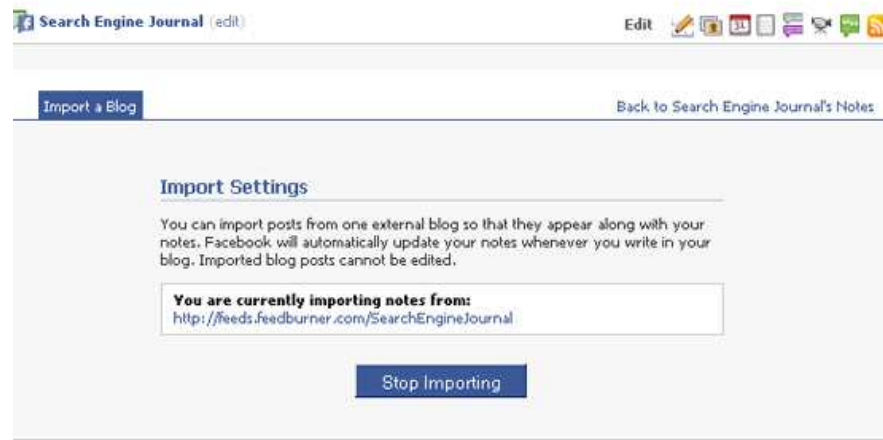 Search Engine Journal (edit)
Edit
31
Import a Blog
Back to Search Engine Journal's Notes
Import Settings
You can import posts from one external blog so that they appear along with your
notes. Facebook will automatically update your notes whenever you write in your
blog. Imported blog posts cannot be edited.
You are currently importing notes from:
http://feeds.feedburner.com/SearchEngineJournal
Stop Importing